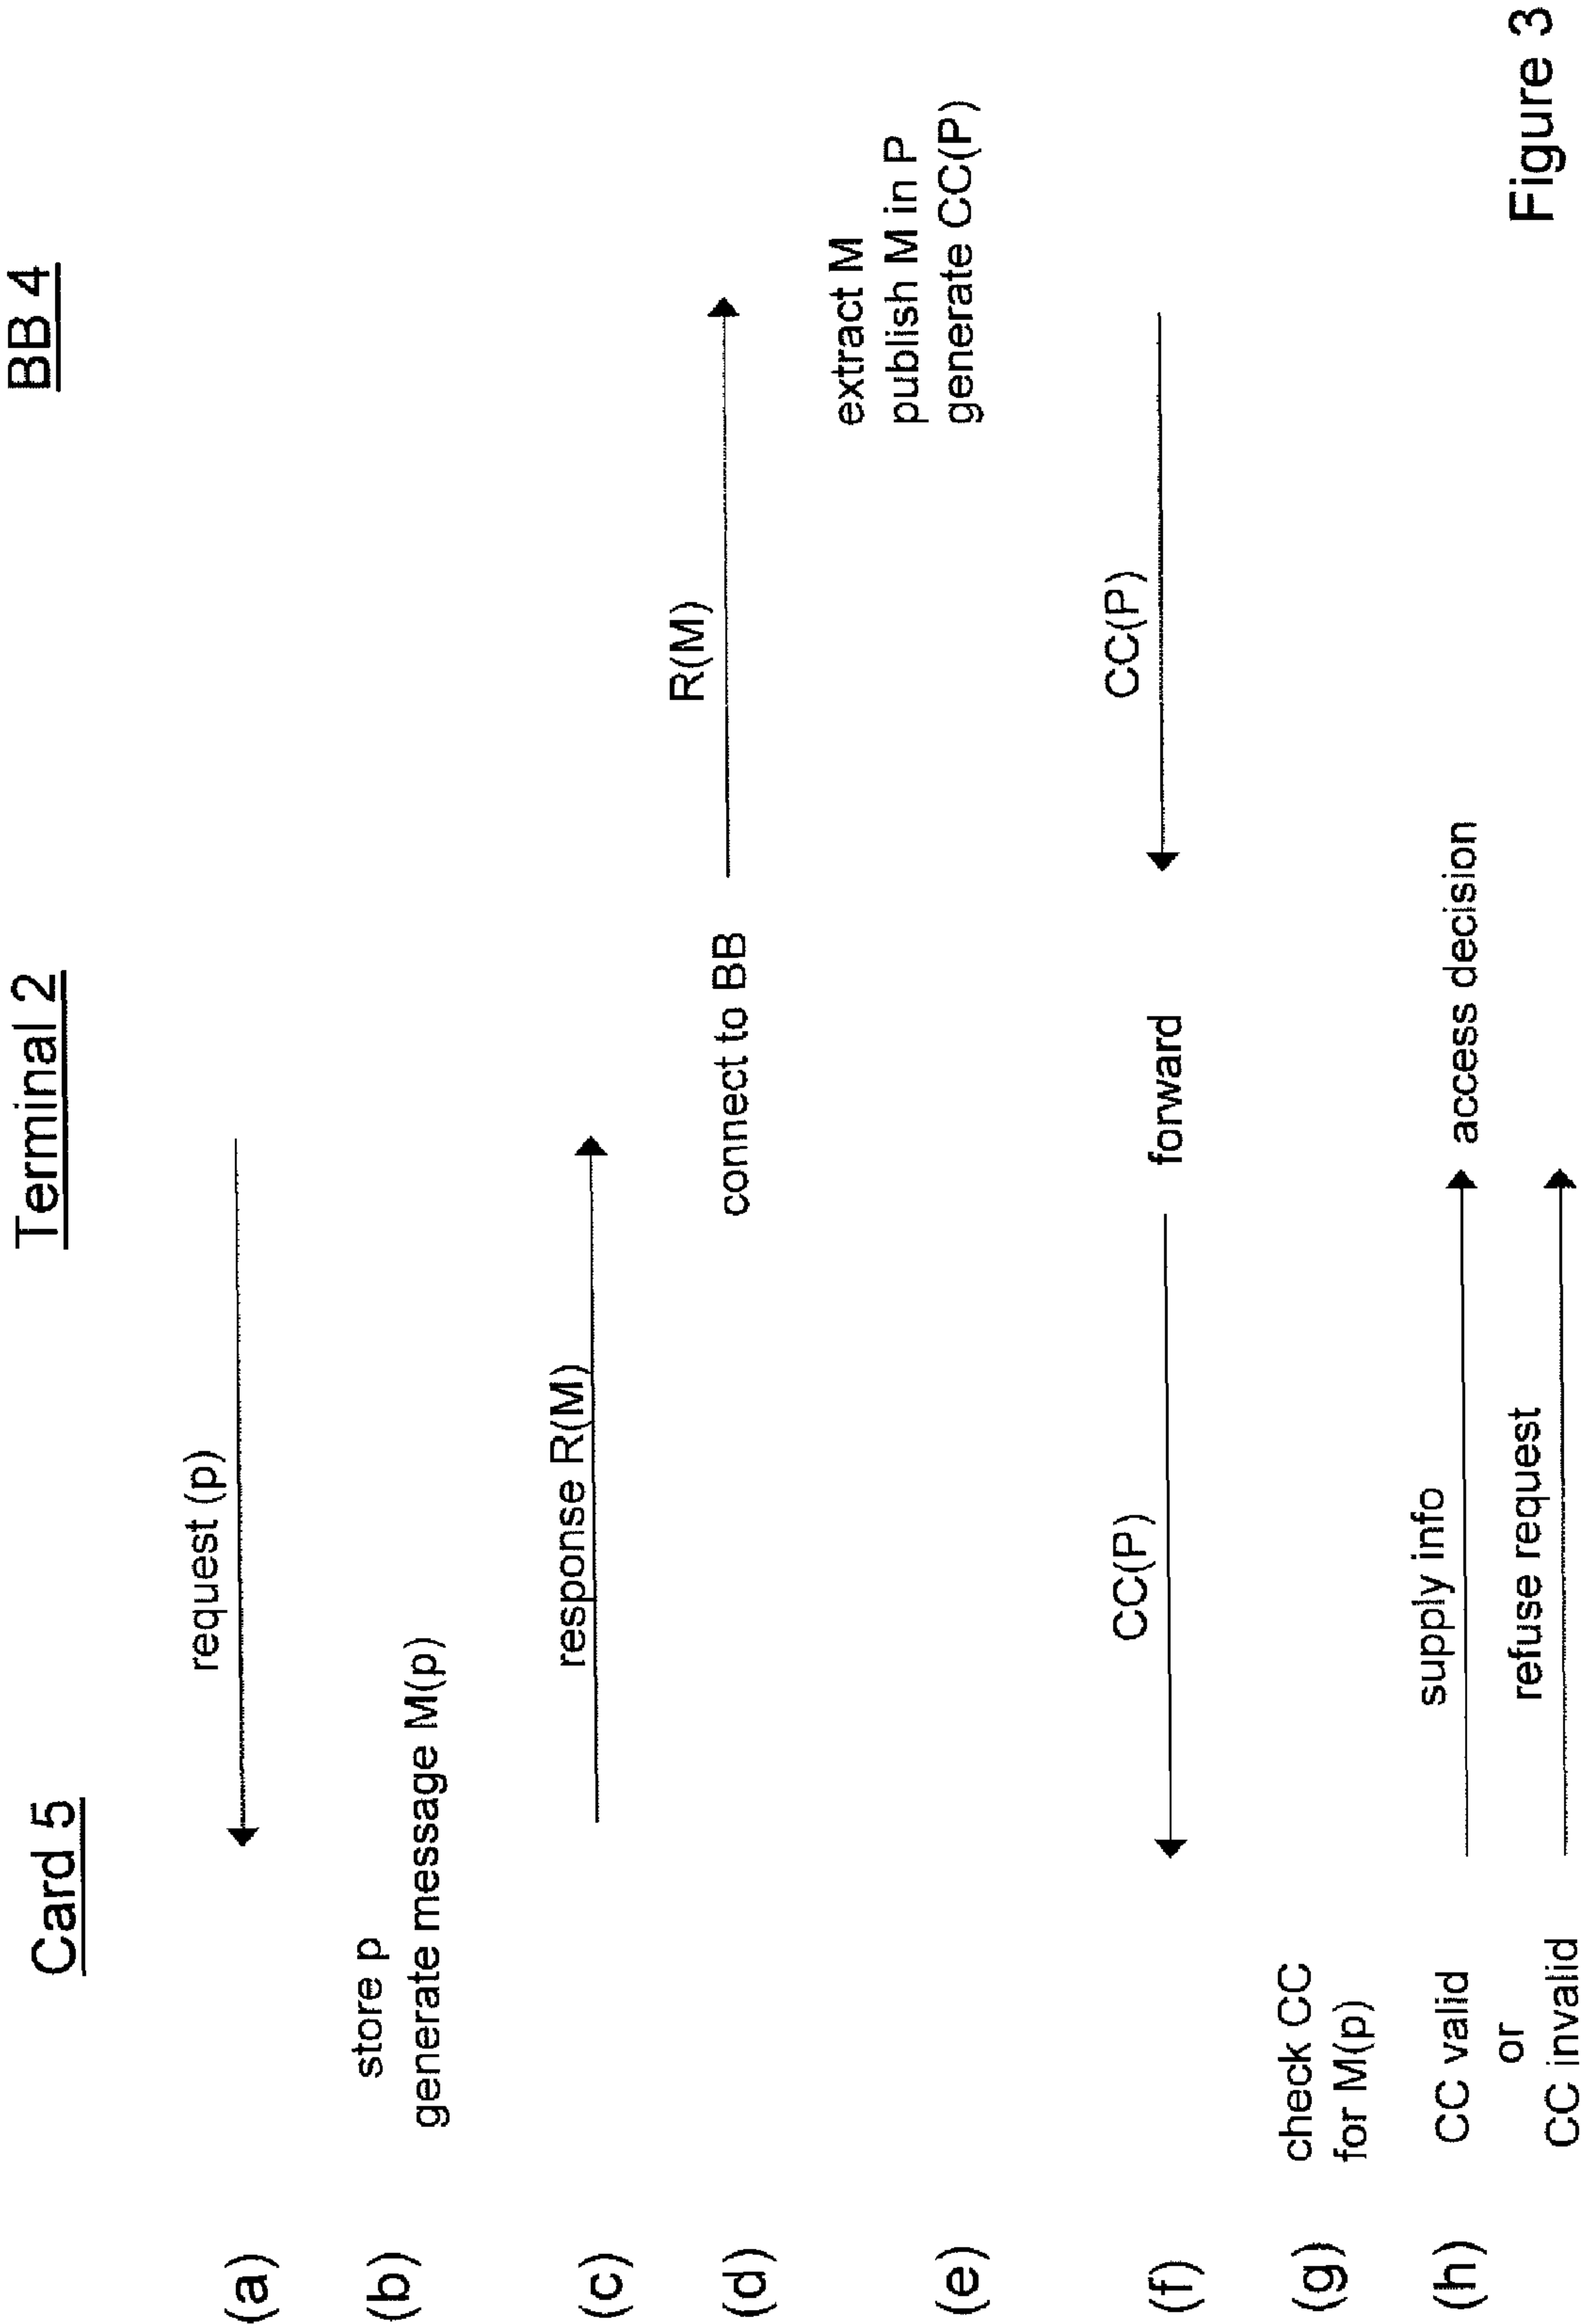 Card 5
Terminal 2
BB 4
(a)
request (p)
(b)
store p
generate message M(p)
(c)
response R(M)
(d)
connect to BB
R(M)
(e)
extract M
publish M in P
generate CC(P)
(f)
CC(P)
forward
CC(P)
(g)
check CC
for M(p)
(h)
CC valid
supply info
access decision
or
CC invalid
refuse request
Figure 3